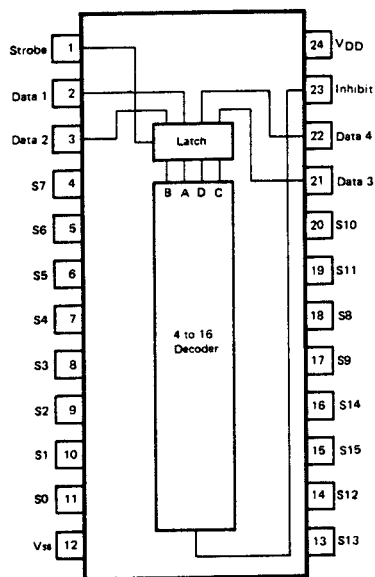 Strobe 1
Data 1 2
Data 2 3
S7 4
S6 5
S5 6
S4 7
S3 8
S2 9
S1 10
S0 11
Vss 12
24 VDD
23 Inhibit
22 Data 4
21 Data 3
20 S10
19 S11
18 S8
17 S9
16 S14
15 S15
14 S12
13 S13
Latch
B A D C
4 to 16
Decoder